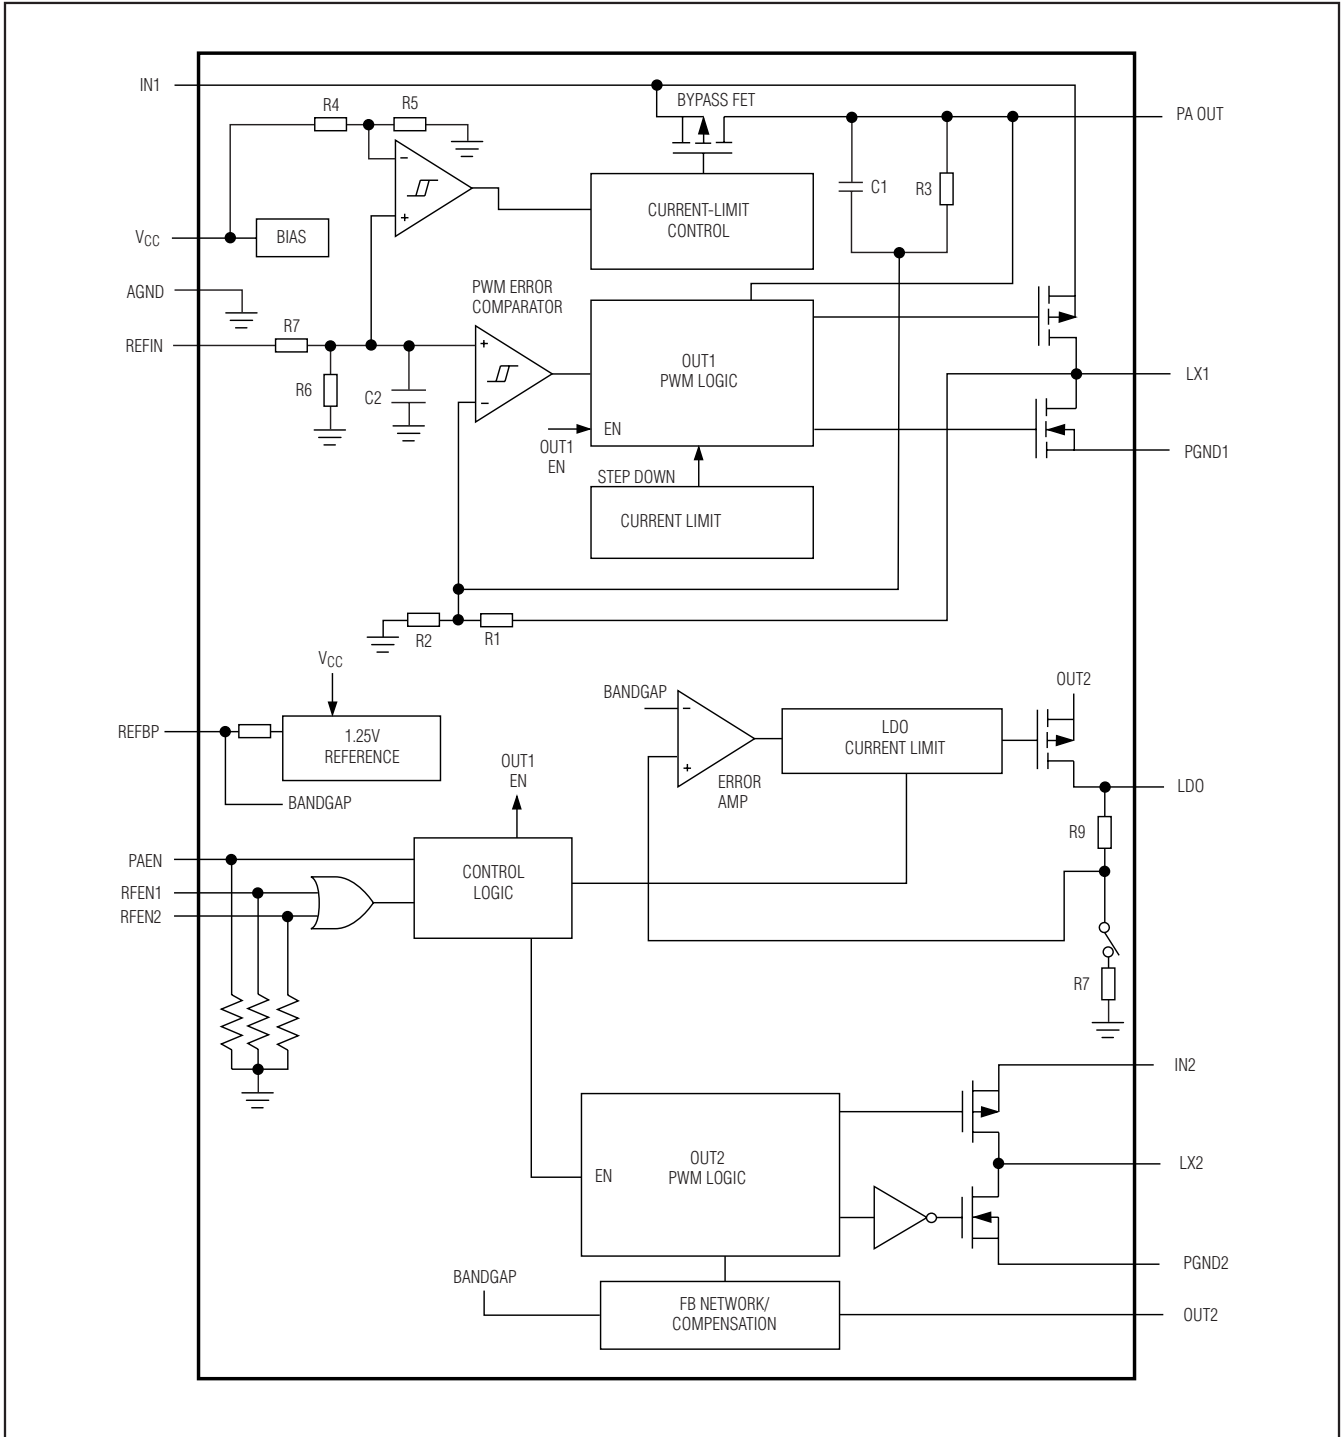 IN1
R4
R5
BYPASS FET
PA OUT
−
+
C1
R3
CURRENT-LIMIT
CONTROL
VCC
BIAS
AGND
PWM ERROR
COMPARATOR
R7
REFIN
R6
C2
+
−
OUT1
PWM LOGIC
EN
OUT1
EN
LX1
PGND1
STEP DOWN
CURRENT LIMIT
R2
R1
VCC
REFBP
1.25V
REFERENCE
BANDGAP
BANDGAP
−
+
ERROR
AMP
LDO
CURRENT LIMIT
OUT2
LDO
R9
R7
OUT1
EN
PAEN
RFEN1
RFEN2
CONTROL
LOGIC
IN2
OUT2
PWM LOGIC
EN
LX2
PGND2
BANDGAP
FB NETWORK/
COMPENSATION
OUT2